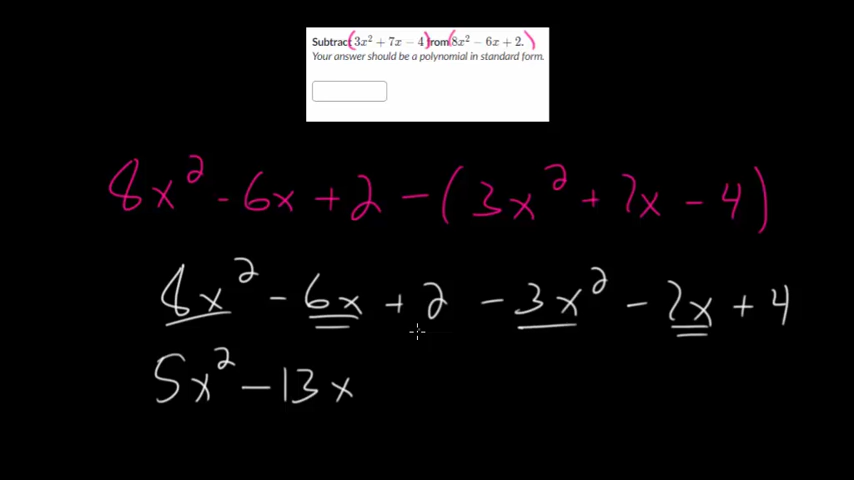 Subtract (3x² + 7x − 4) from (8x² − 6x + 2.)
Your answer should be a polynomial in standard form.
8x² - 6x + 2 - (3x² + 7x - 4)
8x² - 6x + 2 - 3x² - 7x + 4
5x² - 13x